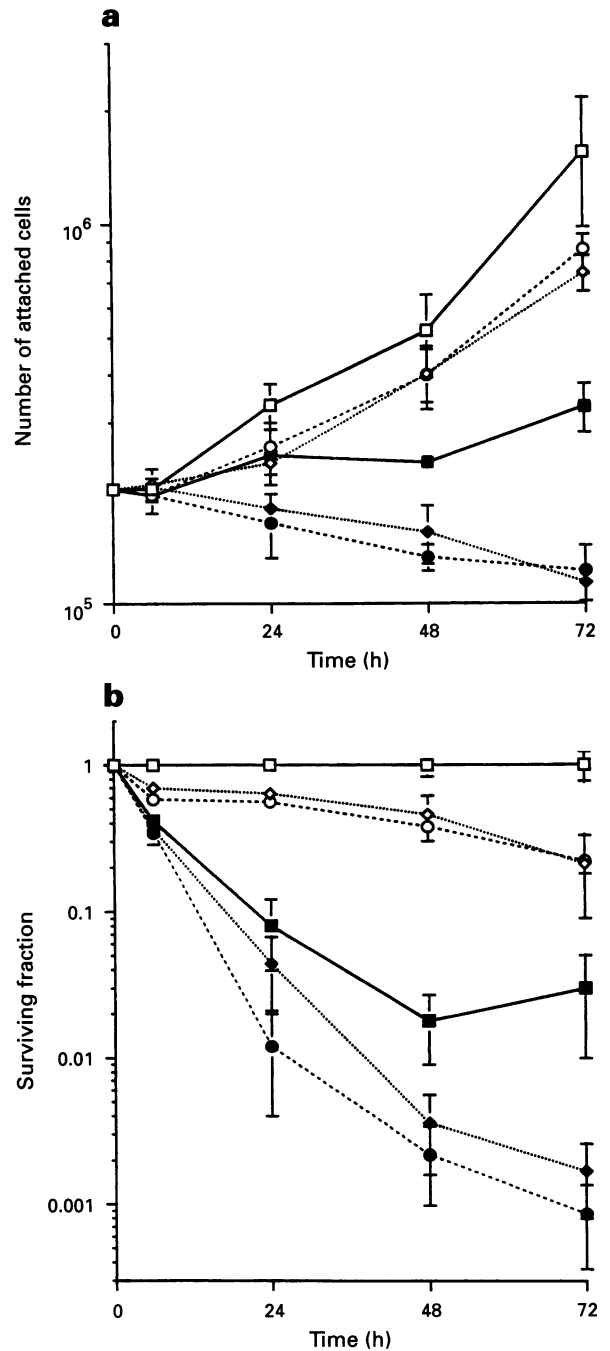 a
Number of attached cells
10⁶
10⁵
0 24 48 72
Time (h)
b
Surviving fraction
1
0.1
0.01
0.001
0 24 48 72
Time (h)